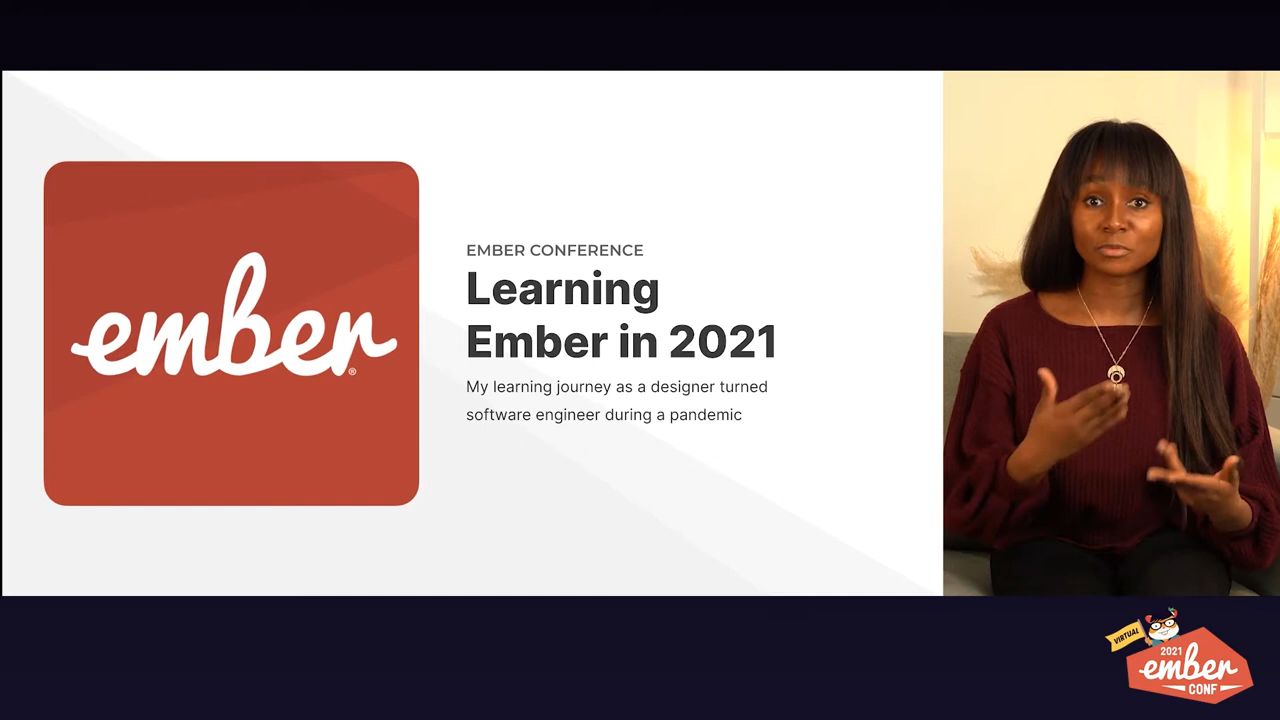 ember
®
EMBER CONFERENCE
Learning
Ember in 2021
My learning journey as a designer turned
software engineer during a pandemic
VIRTUAL
2021
ember
CONF